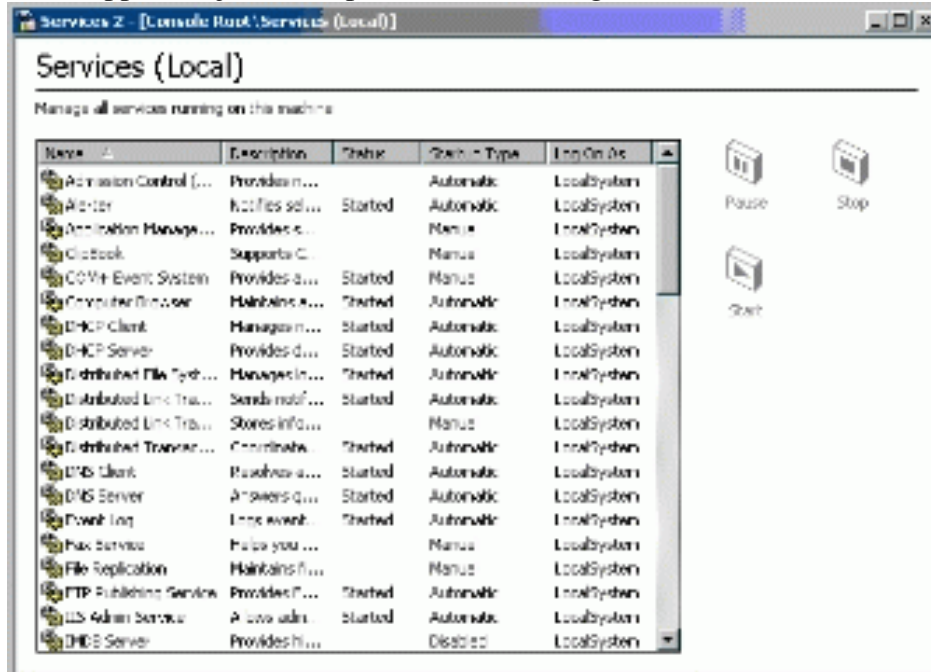 Services 2 - [Console Root\Services (Local)]
Services (Local)
Manage all services running on this machine
Name Description Status Startup Type Log On As
Admission Control (... Provides n... Automatic LocalSystem
Alerter Notifies sel... Started Automatic LocalSystem
Application Manage... Provides s... Manual LocalSystem
ClipBook Supports C... Manual LocalSystem
COM+ Event System Provides a... Started Manual LocalSystem
Computer Browser Maintains a... Started Automatic LocalSystem
DHCP Client Manages n... Started Automatic LocalSystem
DHCP Server Provides d... Started Automatic LocalSystem
Distributed File Syst... Manages lo... Started Automatic LocalSystem
Distributed Link Tra... Sends notif... Started Automatic LocalSystem
Distributed Link Tra... Stores info... Manual LocalSystem
Distributed Transac... Coordinate... Started Automatic LocalSystem
DNS Client Resolves a... Started Automatic LocalSystem
DNS Server Answers q... Started Automatic LocalSystem
Event Log Logs event... Started Automatic LocalSystem
Fax Service Helps you ... Manual LocalSystem
File Replication Maintains fi... Manual LocalSystem
FTP Publishing Service Provides F... Started Automatic LocalSystem
IIS Admin Service Allows adm... Started Automatic LocalSystem
IMDB Server Provides hi... Disabled LocalSystem
Pause Stop
Start